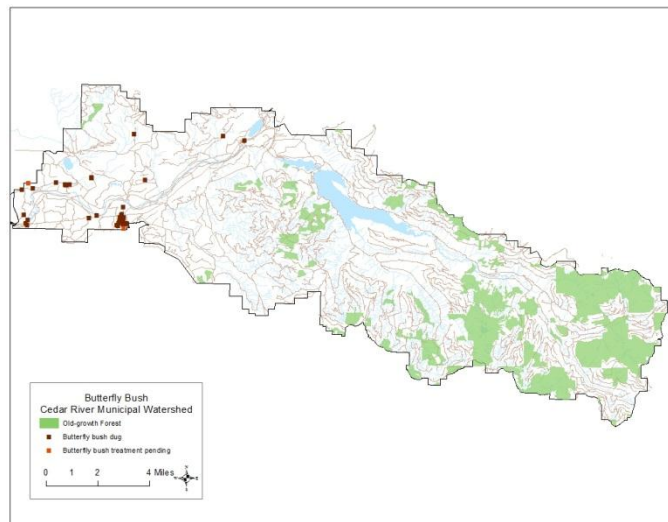 Butterfly Bush
Cedar River Municipal Watershed
Old-growth Forest
Butterfly bush dug
Butterfly bush treatment pending
0 1 2 4 Miles